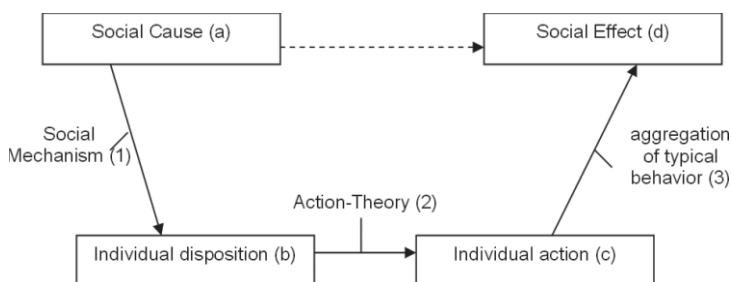 Social Cause (a)
Social Effect (d)
Social
Mechanism (1)
aggregation
of typical
behavior (3)
Action-Theory (2)
Individual disposition (b)
Individual action (c)